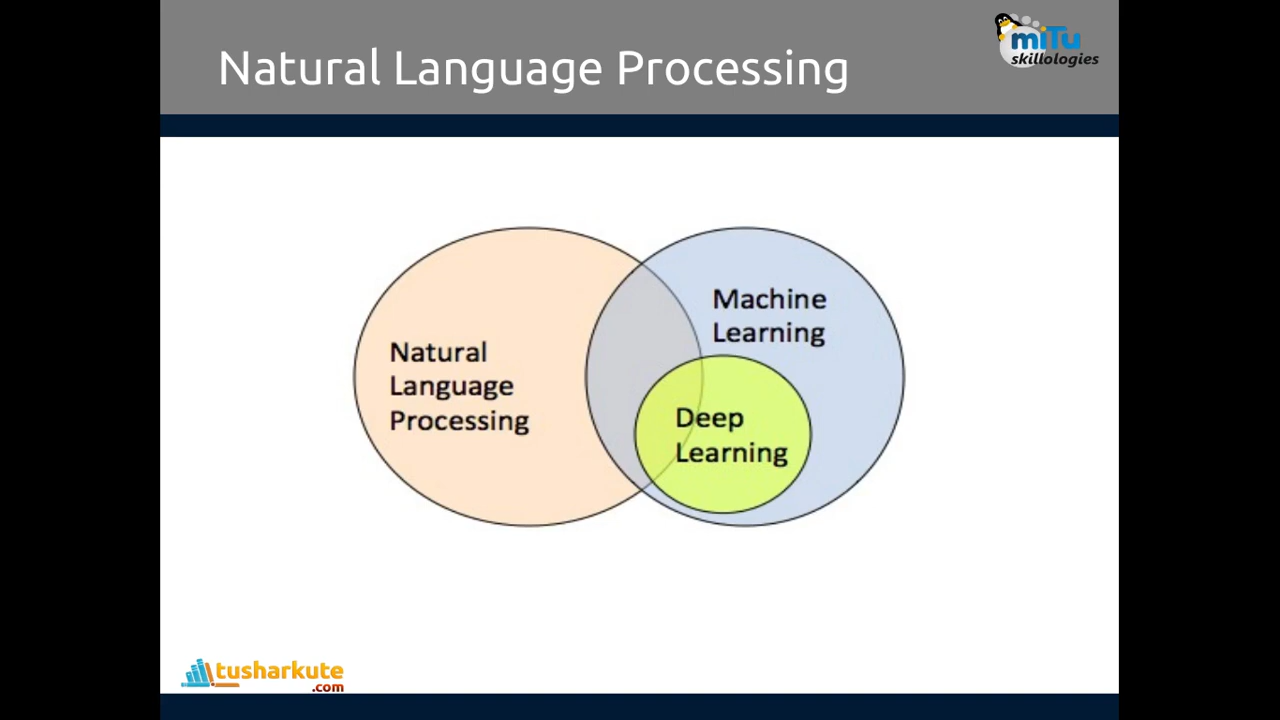 Natural Language Processing
miTu
skillologies
Natural
Language
Processing
Machine
Learning
Deep
Learning
tusharkute
.com